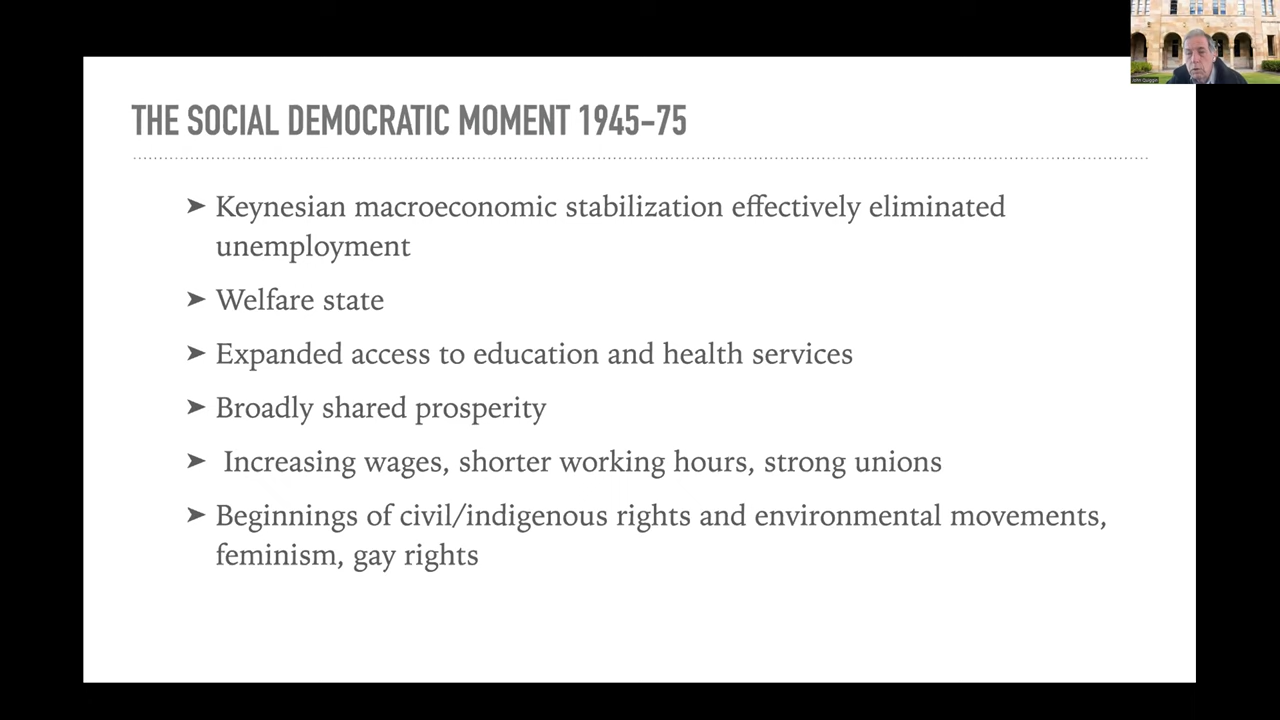 THE SOCIAL DEMOCRATIC MOMENT 1945–75
➤ Keynesian macroeconomic stabilization effectively eliminated
unemployment
➤ Welfare state
➤ Expanded access to education and health services
➤ Broadly shared prosperity
➤ Increasing wages, shorter working hours, strong unions
➤ Beginnings of civil/indigenous rights and environmental movements,
feminism, gay rights
John Quiggin